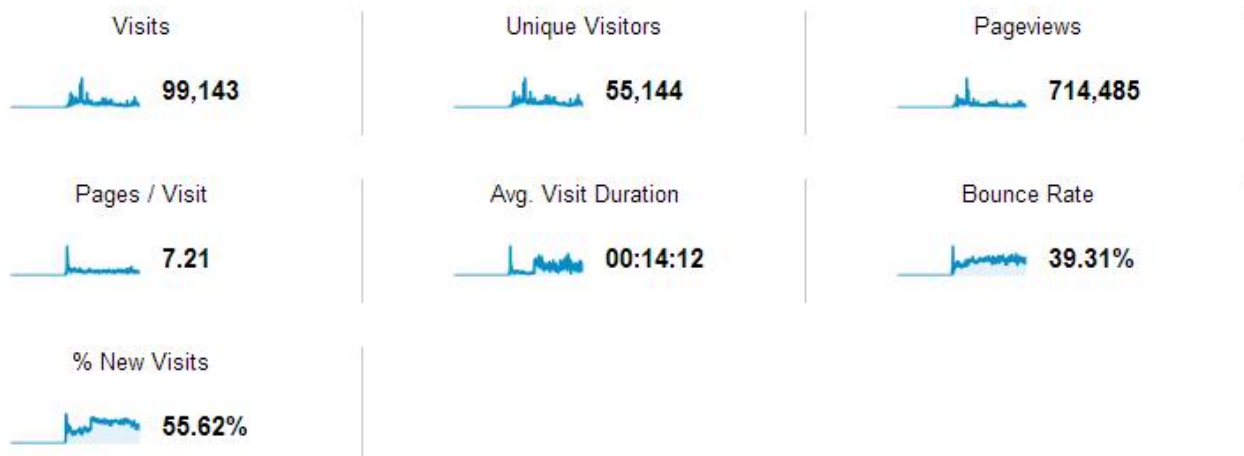 Visits
99,143
Unique Visitors
55,144
Pageviews
714,485
Pages / Visit
7.21
Avg. Visit Duration
00:14:12
Bounce Rate
39.31%
% New Visits
55.62%